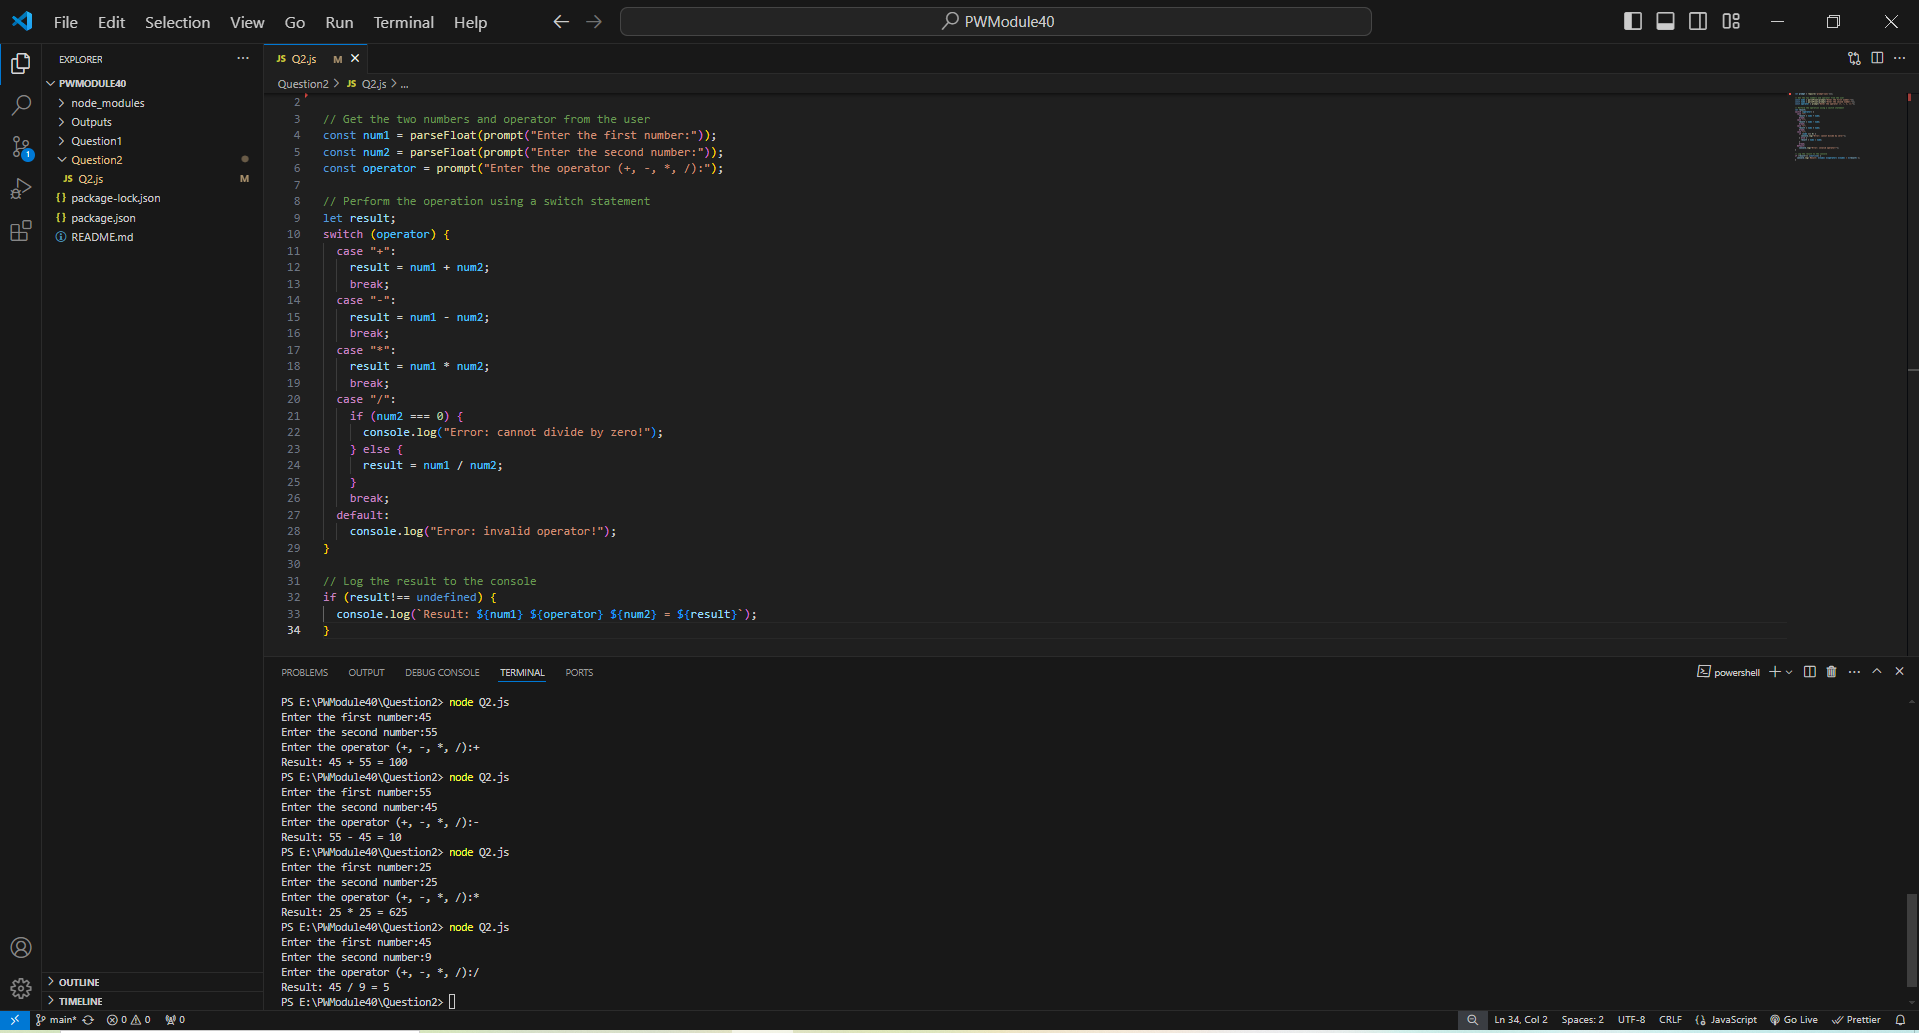 File Edit Selection View Go Run Terminal Help
PWModule40
EXPLORER
PWMODULE40
node_modules
Outputs
Question1
Question2
JS Q2.js M
{} package-lock.json
{} package.json
README.md
OUTLINE
TIMELINE
JS Q2.js M
Question2 > JS Q2.js > ...
2
3 // Get the two numbers and operator from the user
4 const num1 = parseFloat(prompt("Enter the first number:"));
5 const num2 = parseFloat(prompt("Enter the second number:"));
6 const operator = prompt("Enter the operator (+, -, *, /):");
7
8 // Perform the operation using a switch statement
9 let result;
10 switch (operator) {
11 case "+":
12 result = num1 + num2;
13 break;
14 case "-":
15 result = num1 - num2;
16 break;
17 case "*":
18 result = num1 * num2;
19 break;
20 case "/":
21 if (num2 === 0) {
22 console.log("Error: cannot divide by zero!");
23 } else {
24 result = num1 / num2;
25 }
26 break;
27 default:
28 console.log("Error: invalid operator!");
29 }
30
31 // Log the result to the console
32 if (result!== undefined) {
33 console.log(`Result: ${num1} ${operator} ${num2} = ${result}`);
34 }
PROBLEMS OUTPUT DEBUG CONSOLE TERMINAL PORTS
powershell
PS E:\PWModule40\Question2> node Q2.js
Enter the first number:45
Enter the second number:55
Enter the operator (+, -, *, /):+
Result: 45 + 55 = 100
PS E:\PWModule40\Question2> node Q2.js
Enter the first number:55
Enter the second number:45
Enter the operator (+, -, *, /):-
Result: 55 - 45 = 10
PS E:\PWModule40\Question2> node Q2.js
Enter the first number:25
Enter the second number:25
Enter the operator (+, -, *, /):*
Result: 25 * 25 = 625
PS E:\PWModule40\Question2> node Q2.js
Enter the first number:45
Enter the second number:9
Enter the operator (+, -, *, /):/
Result: 45 / 9 = 5
PS E:\PWModule40\Question2>
main* 0 0 0 Ln 34, Col 2 Spaces: 2 UTF-8 CRLF {} JavaScript Go Live Prettier